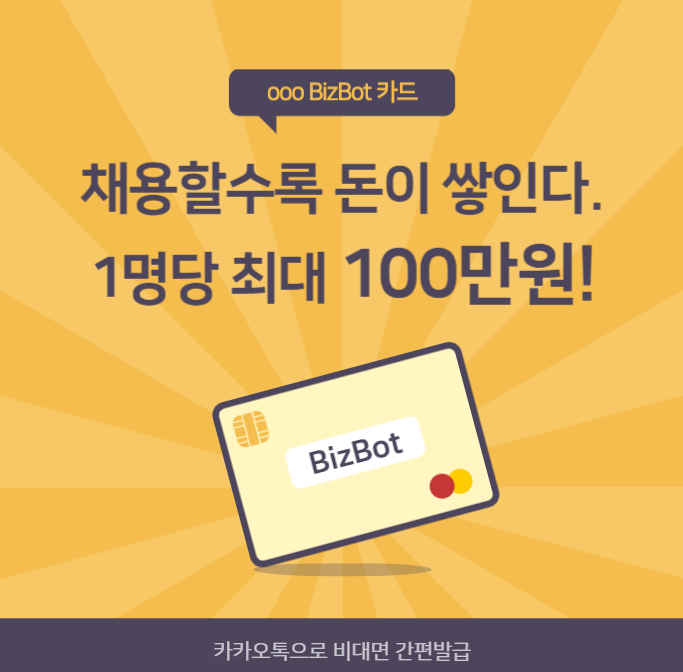 ooo BizBot 카드
채용할수록 돈이 쌓인다.
1명당 최대 100만원!
BizBot
카카오톡으로 비대면 간편발급